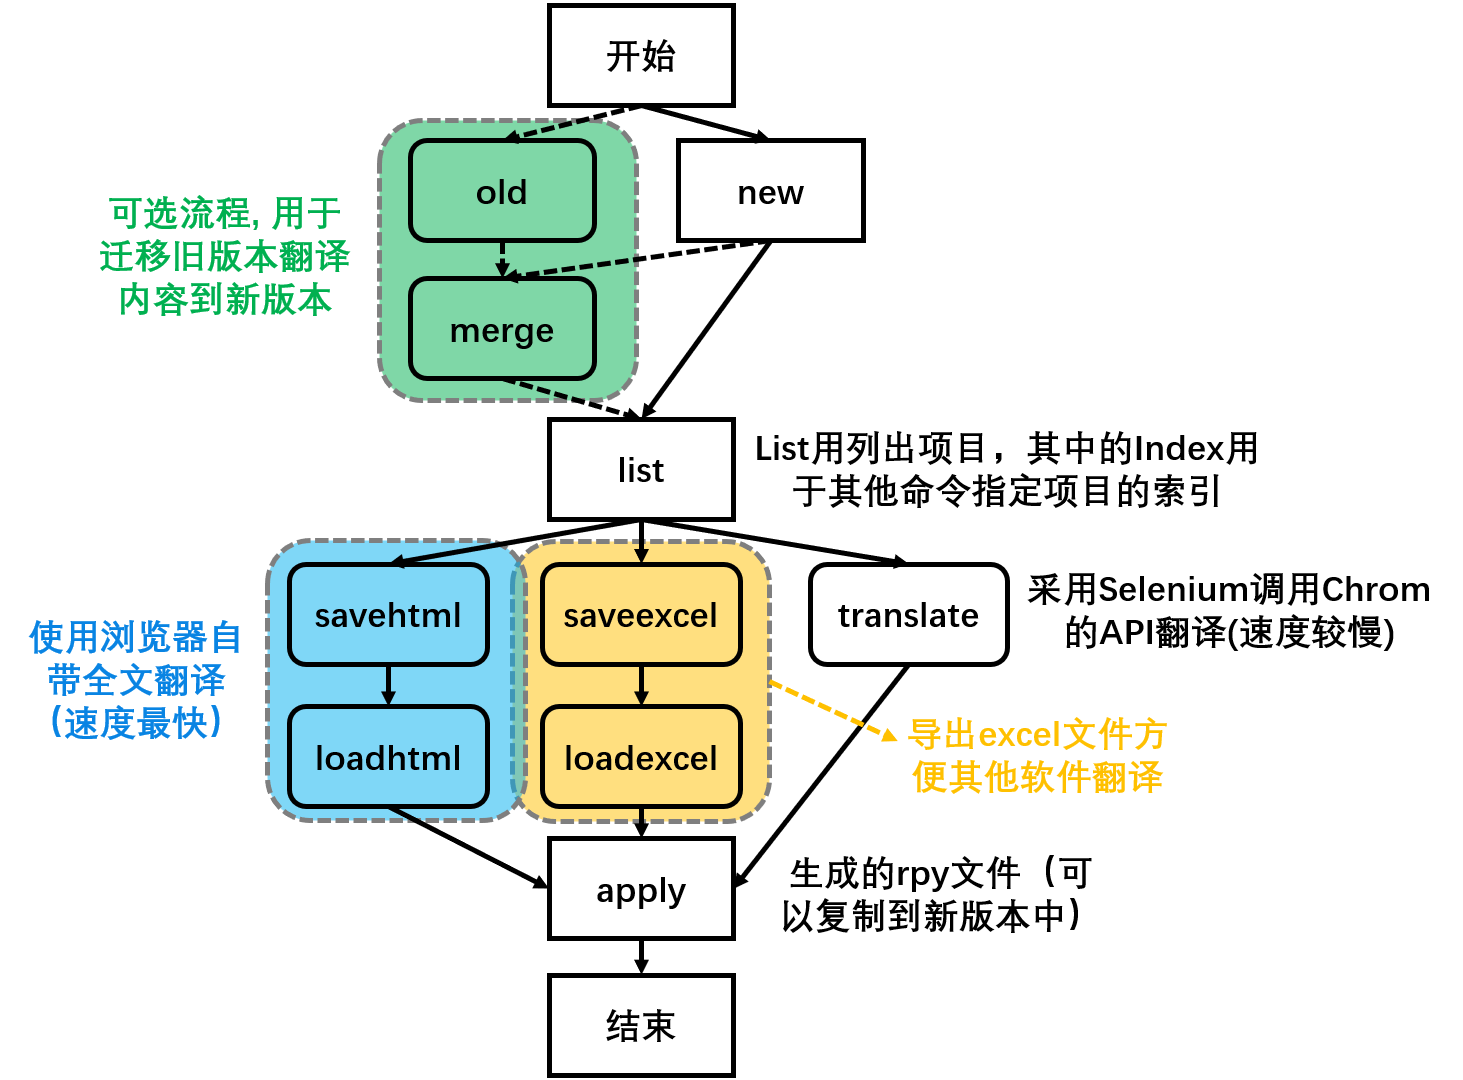 开始
old
new
可选流程, 用于
迁移旧版本翻译
内容到新版本
merge
list
List用列出项目，其中的Index用
于其他命令指定项目的索引
savehtml
saveexcel
translate
采用Selenium调用Chrom
的API翻译(速度较慢)
使用浏览器自
带全文翻译
（速度最快）
loadhtml
loadexcel
导出excel文件方
便其他软件翻译
apply
生成的rpy文件（可
以复制到新版本中）
结束